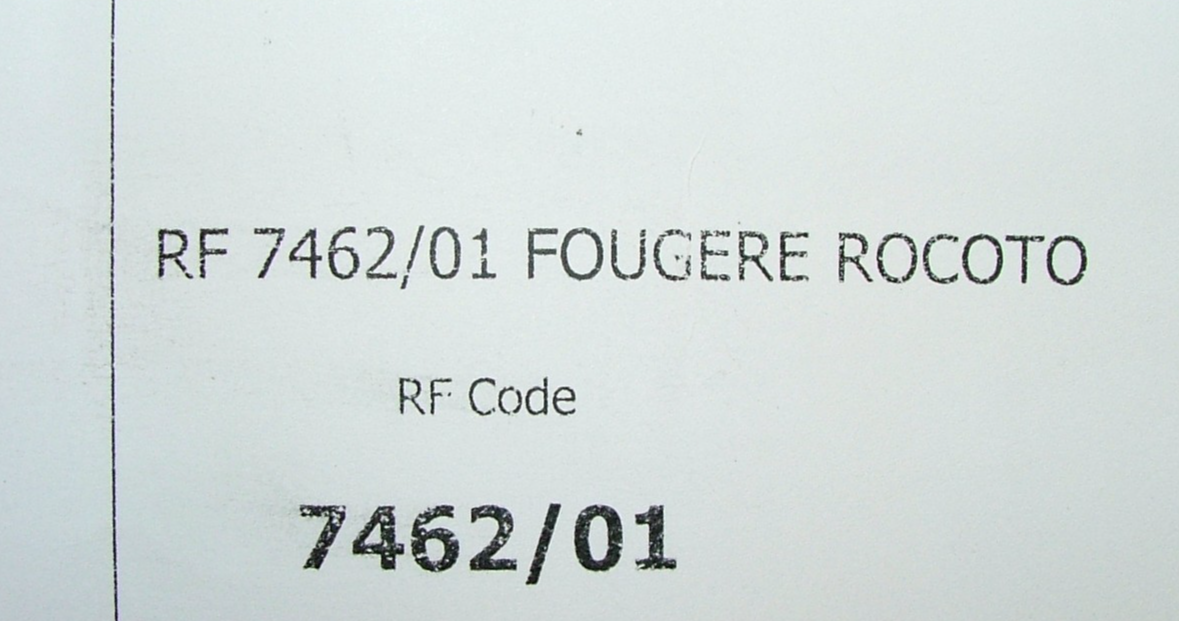 RF 7462/01 FOUGERE ROCOTO
RF Code
7462/01